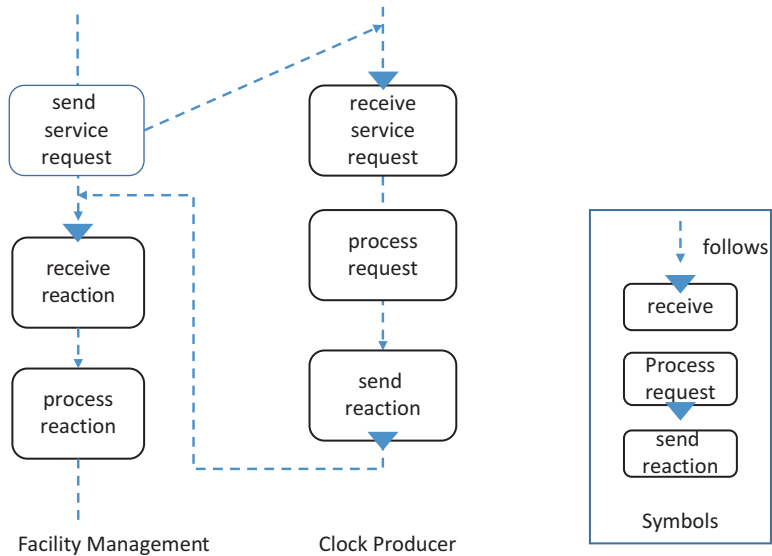 send
service
request
receive
reaction
process
reaction
Facility Management
receive
service
request
process
request
send
reaction
Clock Producer
follows
receive
Process
request
send
reaction
Symbols